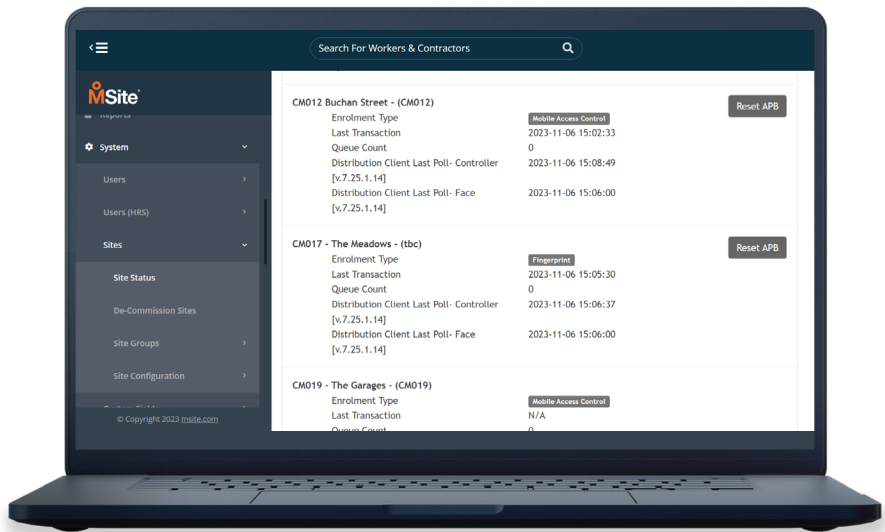 Search For Workers & Contractors
MSite
Reports
System
Users
Users (HRS)
Sites
Site Status
De-Commission Sites
Site Groups
Site Configuration
Custom Fields
© Copyright 2023 msite.com
CM012 Buchan Street - (CM012)
Reset APB
Enrolment Type Mobile Access Control
Last Transaction 2023-11-06 15:02:33
Queue Count 0
Distribution Client Last Poll- Controller 2023-11-06 15:08:49
[v.7.25.1.14]
Distribution Client Last Poll- Face 2023-11-06 15:06:00
[v.7.25.1.14]
CM017 - The Meadows - (tbc)
Reset APB
Enrolment Type Fingerprint
Last Transaction 2023-11-06 15:05:30
Queue Count 0
Distribution Client Last Poll- Controller 2023-11-06 15:06:37
[v.7.25.1.14]
Distribution Client Last Poll- Face 2023-11-06 15:06:00
[v.7.25.1.14]
CM019 - The Garages - (CM019)
Enrolment Type Mobile Access Control
Last Transaction N/A
Queue Count 0